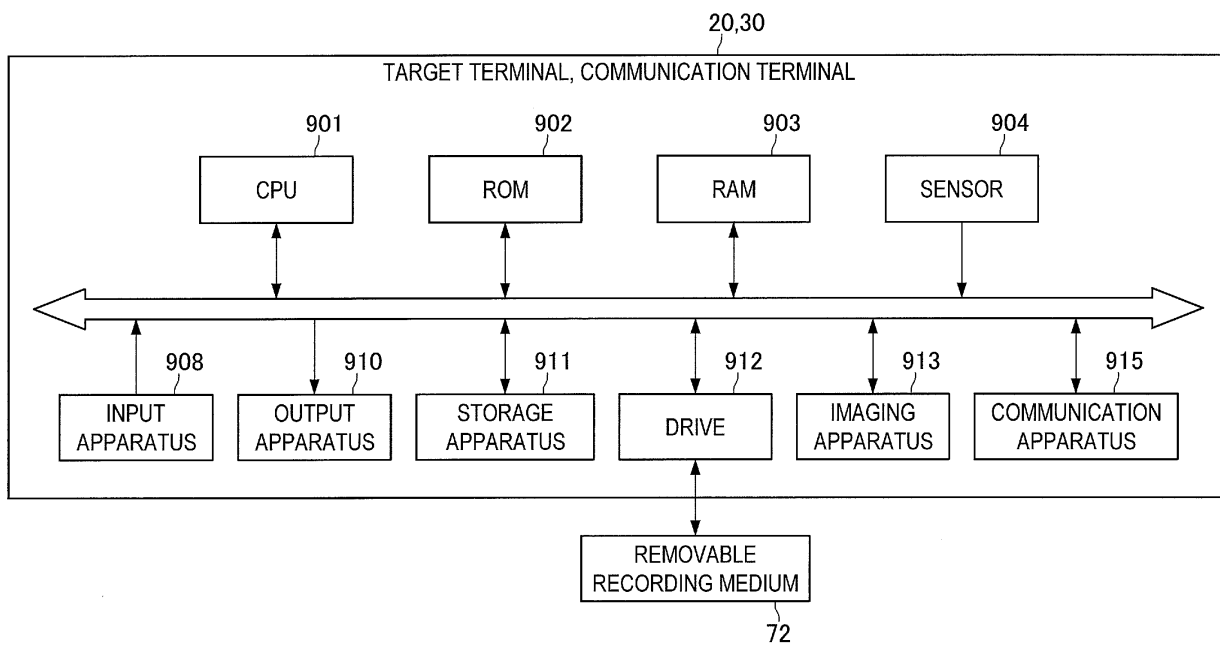 20,30
TARGET TERMINAL, COMMUNICATION TERMINAL
901
902
903
904
CPU
ROM
RAM
SENSOR
908
910
911
912
913
915
INPUT
APPARATUS
OUTPUT
APPARATUS
STORAGE
APPARATUS
DRIVE
IMAGING
APPARATUS
COMMUNICATION
APPARATUS
REMOVABLE
RECORDING MEDIUM
72